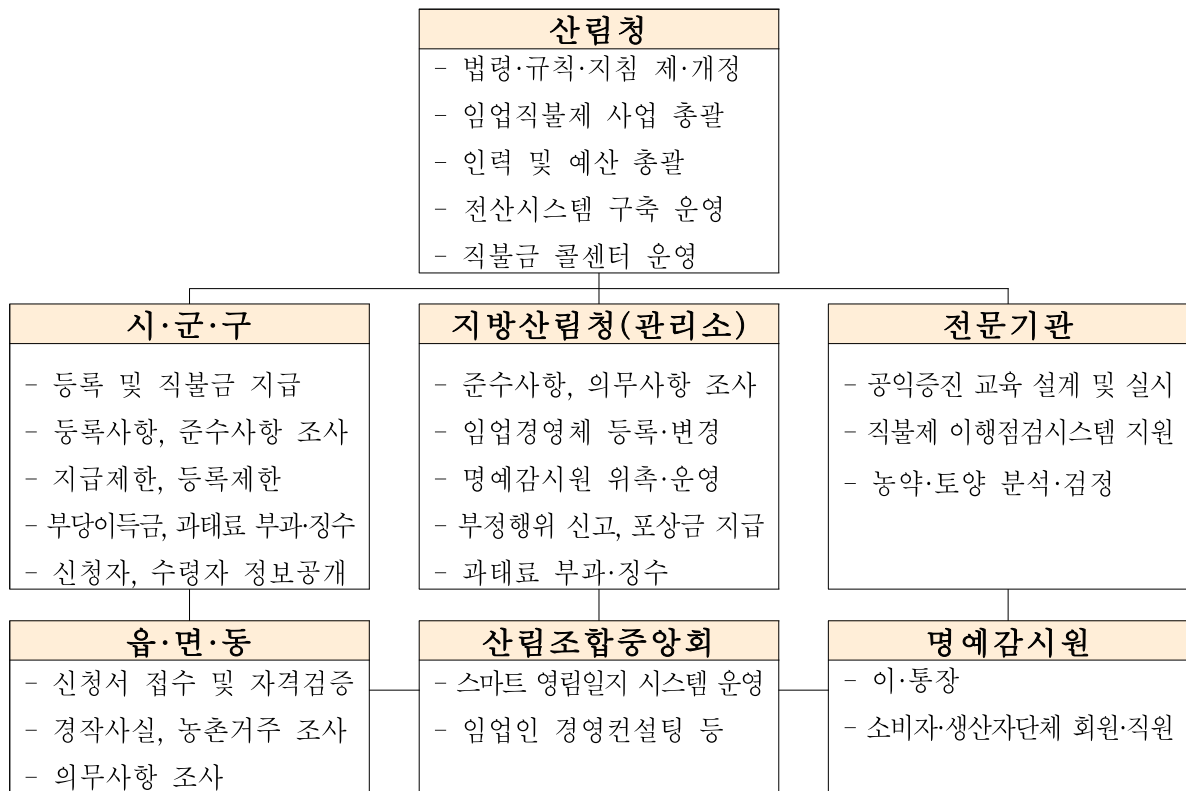 산림청
- 법령·규칙·지침 제·개정
- 임업직불제 사업 총괄
- 인력 및 예산 총괄
- 전산시스템 구축 운영
- 직불금 콜센터 운영
시·군·구
- 등록 및 직불금 지급
- 등록사항, 준수사항 조사
- 지급제한, 등록제한
- 부당이득금, 과태료 부과·징수
- 신청자, 수령자 정보공개
지방산림청(관리소)
- 준수사항, 의무사항 조사
- 임업경영체 등록·변경
- 명예감시원 위촉·운영
- 부정행위 신고, 포상금 지급
- 과태료 부과·징수
전문기관
- 공익증진 교육 설계 및 실시
- 직불제 이행점검시스템 지원
- 농약·토양 분석·검정
읍·면·동
- 신청서 접수 및 자격검증
- 경작사실, 농촌거주 조사
- 의무사항 조사
산림조합중앙회
- 스마트 영림일지 시스템 운영
- 임업인 경영컨설팅 등
명예감시원
- 이·통장
- 소비자·생산자단체 회원·직원